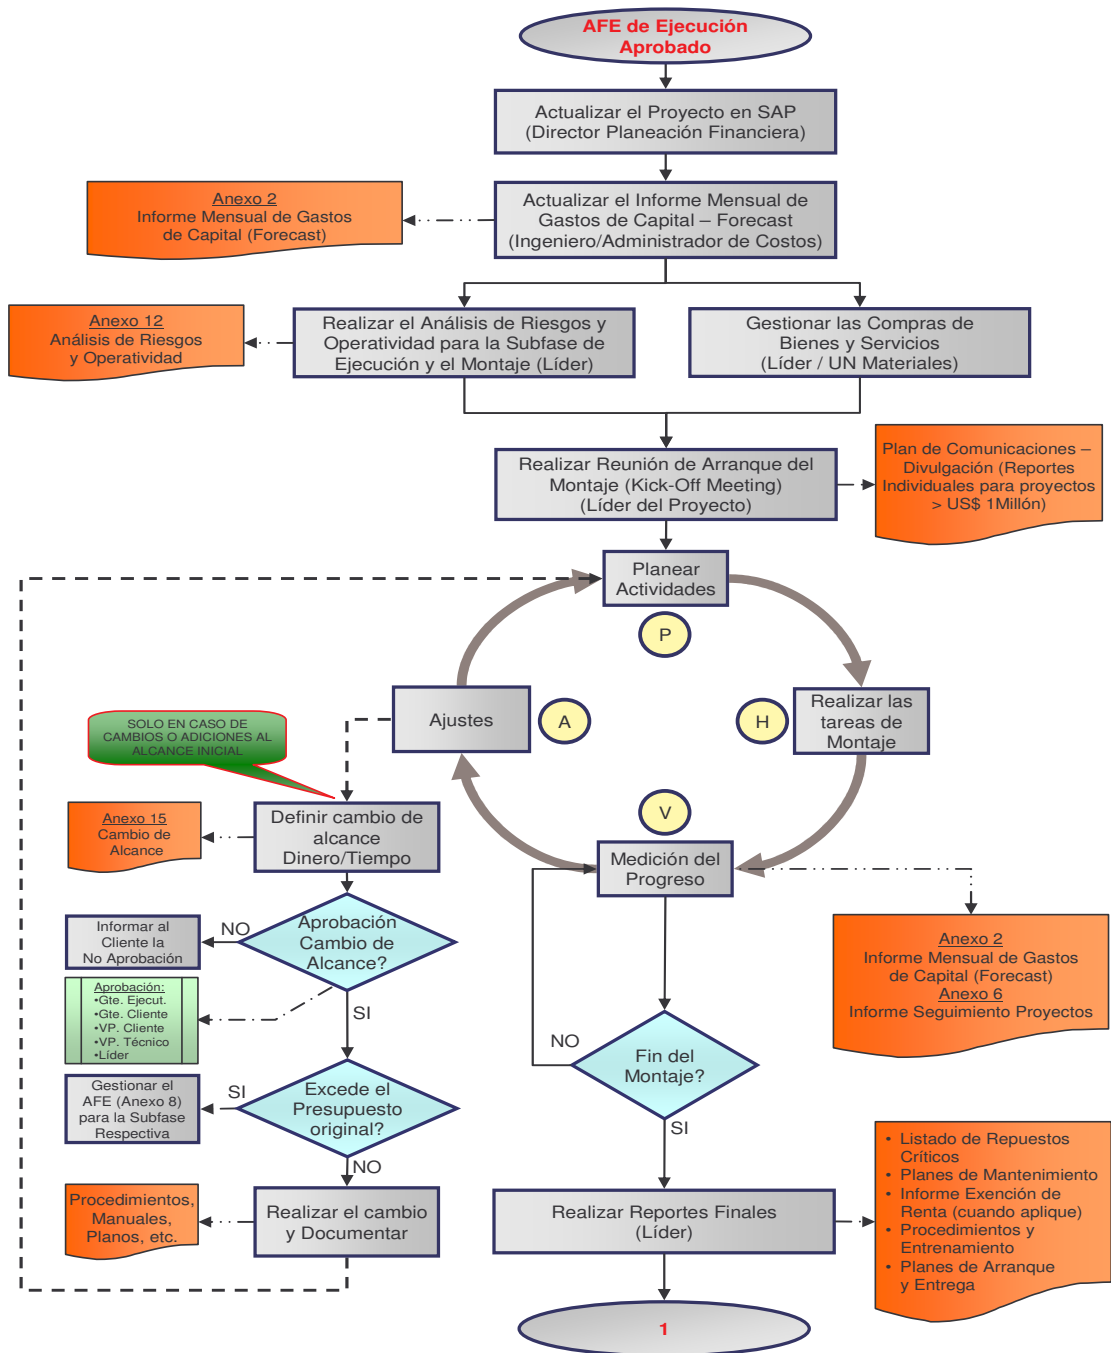 AFE de Ejecución
Aprobado
Actualizar el Proyecto en SAP
(Director Planeación Financiera)
Anexo 2
Informe Mensual de Gastos
de Capital (Forecast)
Actualizar el Informe Mensual de
Gastos de Capital – Forecast
(Ingeniero/Administrador de Costos)
Anexo 12
Análisis de Riesgos
y Operatividad
Realizar el Análisis de Riesgos y
Operatividad para la Subfase de
Ejecución y el Montaje (Líder)
Gestionar las Compras de
Bienes y Servicios
(Líder / UN Materiales)
Realizar Reunión de Arranque del
Montaje (Kick-Off Meeting)
(Líder del Proyecto)
Plan de Comunicaciones –
Divulgación (Reportes
Individuales para proyectos
> US$ 1Millón)
Planear
Actividades
P
Ajustes
A
H
Realizar las
tareas de
Montaje
SOLO EN CASO DE
CAMBIOS O ADICIONES AL
ALCANCE INICIAL
V
Anexo 15
Cambio de
Alcance
Definir cambio de
alcance
Dinero/Tiempo
Medición del
Progreso
Informar al
Cliente la
No Aprobación
NO
Aprobación
Cambio de
Alcance?
Anexo 2
Informe Mensual de Gastos
de Capital (Forecast)
Anexo 6
Informe Seguimiento Proyectos
Aprobación:
•Gte. Ejecut.
•Gte. Cliente
•VP. Cliente
•VP. Técnico
•Líder
SI
NO
Fin del
Montaje?
Gestionar el
AFE (Anexo 8)
para la Subfase
Respectiva
SI
Excede el
Presupuesto
original?
SI
NO
Procedimientos,
Manuales,
Planos, etc.
Realizar el cambio
y Documentar
Realizar Reportes Finales
(Líder)
• Listado de Repuestos
Críticos
• Planes de Mantenimiento
• Informe Exención de
Renta (cuando aplique)
• Procedimientos y
Entrenamiento
• Planes de Arranque
y Entrega
1